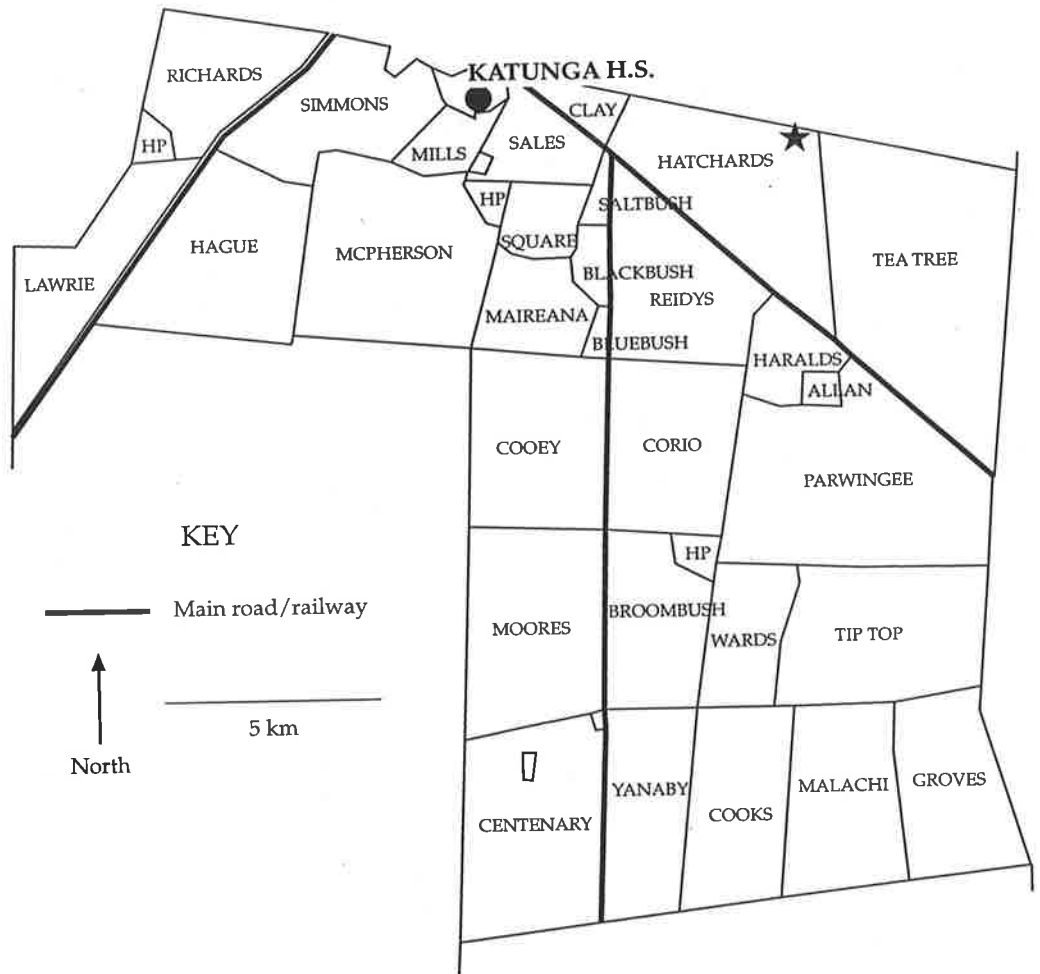 RICHARDS
KATUNGA H.S.
SIMMONS
CLAY
HP
MILLS
SALES
HATCHARDS
HP
SALTBUSH
HAGUE
MCPHERSON
SQUARE
TEA TREE
LAWRIE
BLACKBUSH
REIDYS
MAIREANA
BLUEBUSH
HARALDS
ALLAN
COOEY
CORIO
PARWINGEE
KEY
HP
Main road/railway
MOORES
BROOMBUSH
WARDS
TIP TOP
5 km
North
CENTENARY
YANABY
COOKS
MALACHI
GROVES